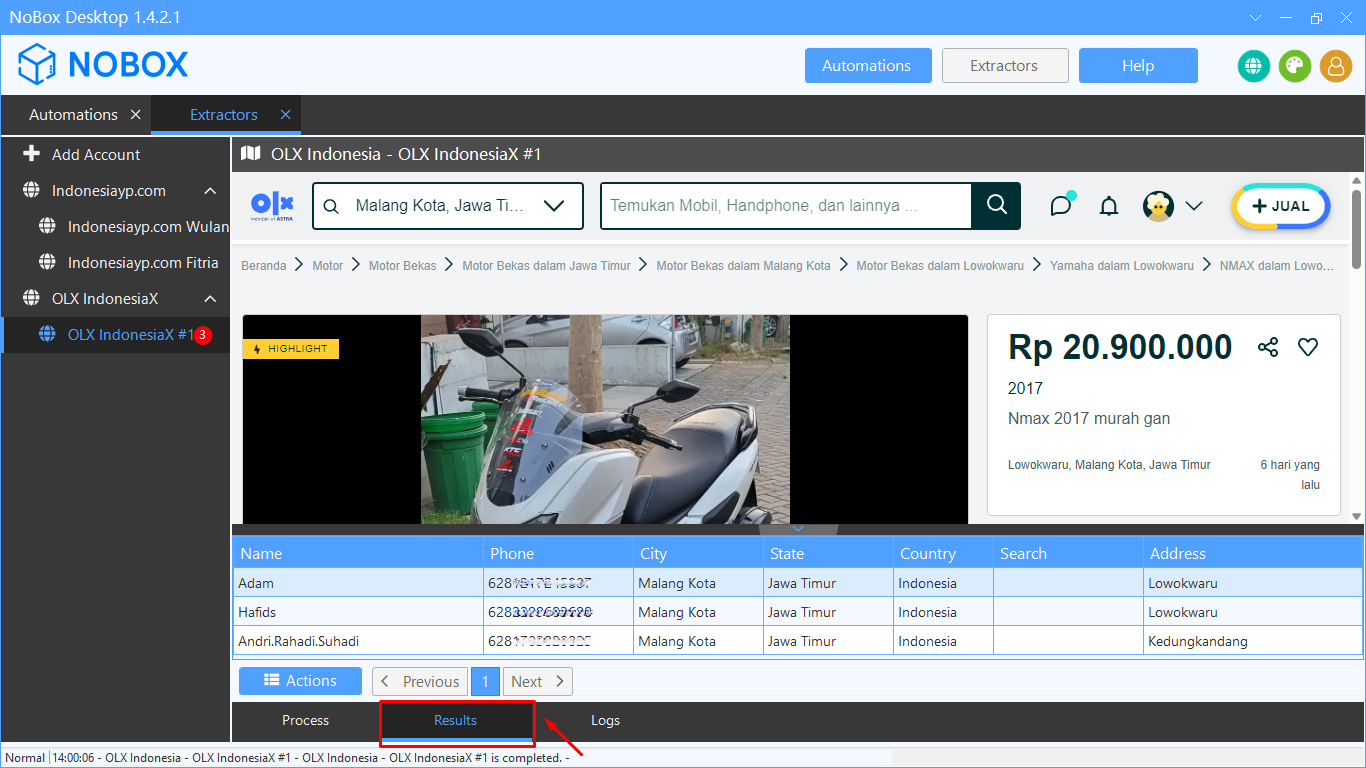 NoBox Desktop 1.4.2.1
NOBOX
Automations
Extractors
Help
Automations
Extractors
Add Account
Indonesiayp.com
Indonesiayp.com Wulan
Indonesiayp.com Fitria
OLX IndonesiaX
OLX IndonesiaX #1 3
OLX Indonesia - OLX IndonesiaX #1
olx
member of ASTRA
Malang Kota, Jawa Ti...
Temukan Mobil, Handphone, dan lainnya ...
JUAL
Beranda > Motor > Motor Bekas > Motor Bekas dalam Jawa Timur > Motor Bekas dalam Malang Kota > Motor Bekas dalam Lowokwaru > Yamaha dalam Lowokwaru > NMAX dalam Lowo...
HIGHLIGHT
Rp 20.900.000
2017
Nmax 2017 murah gan
Lowokwaru, Malang Kota, Jawa Timur 6 hari yang
lalu
Name Phone City State Country Search Address
Adam Malang Kota Jawa Timur Indonesia Lowokwaru
Hafids Malang Kota Jawa Timur Indonesia Lowokwaru
Andri.Rahadi.Suhadi Malang Kota Jawa Timur Indonesia Kedungkandang
Actions Previous 1 Next
Process Results Logs
Normal 14:00:06 - OLX Indonesia - OLX IndonesiaX #1 - OLX Indonesia - OLX IndonesiaX #1 is completed. -